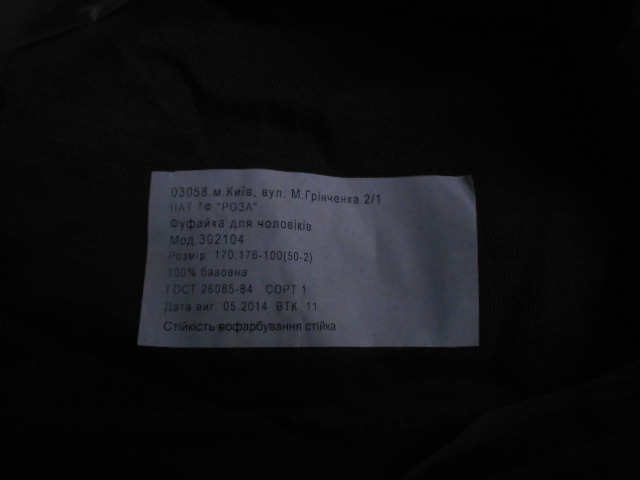 03058,м.Київ, вул. М.Грінченка 2/1
ПАТ ТФ "РОЗА"
Фуфайка для чоловіків
Мод.302104
Розмір 170,176-100(50-2)
100% бавовна
ГОСТ 26085-84 СОРТ 1
Дата виг. 05.2014 ВТК 11
Стійкість кофарбування стійка